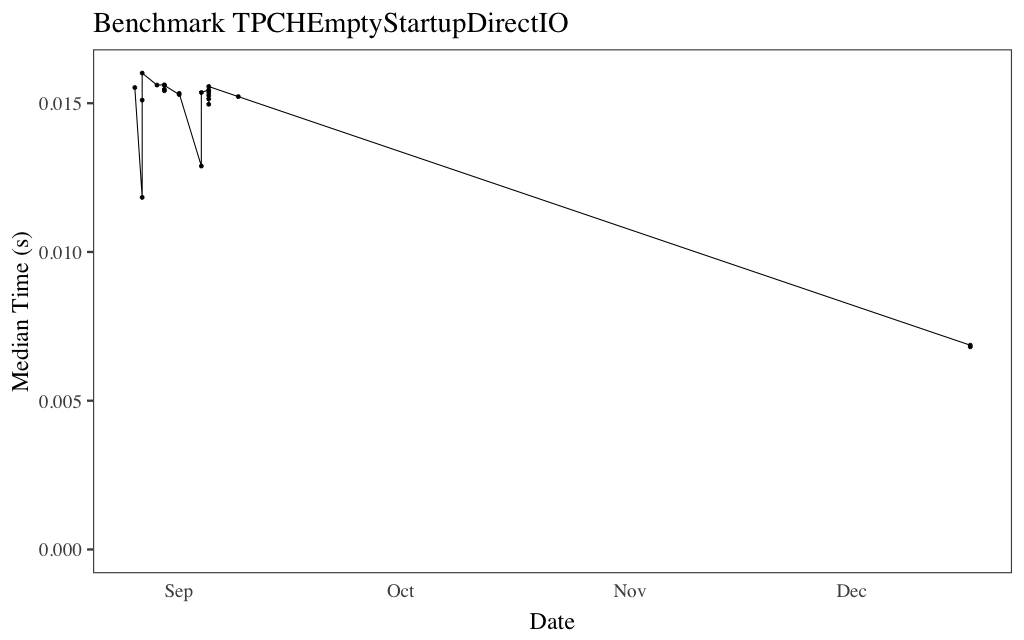 Benchmark TPCHEmptyStartupDirectIO
Median Time (s)
0.015
0.010
0.005
0.000
Sep Oct Nov Dec
Date